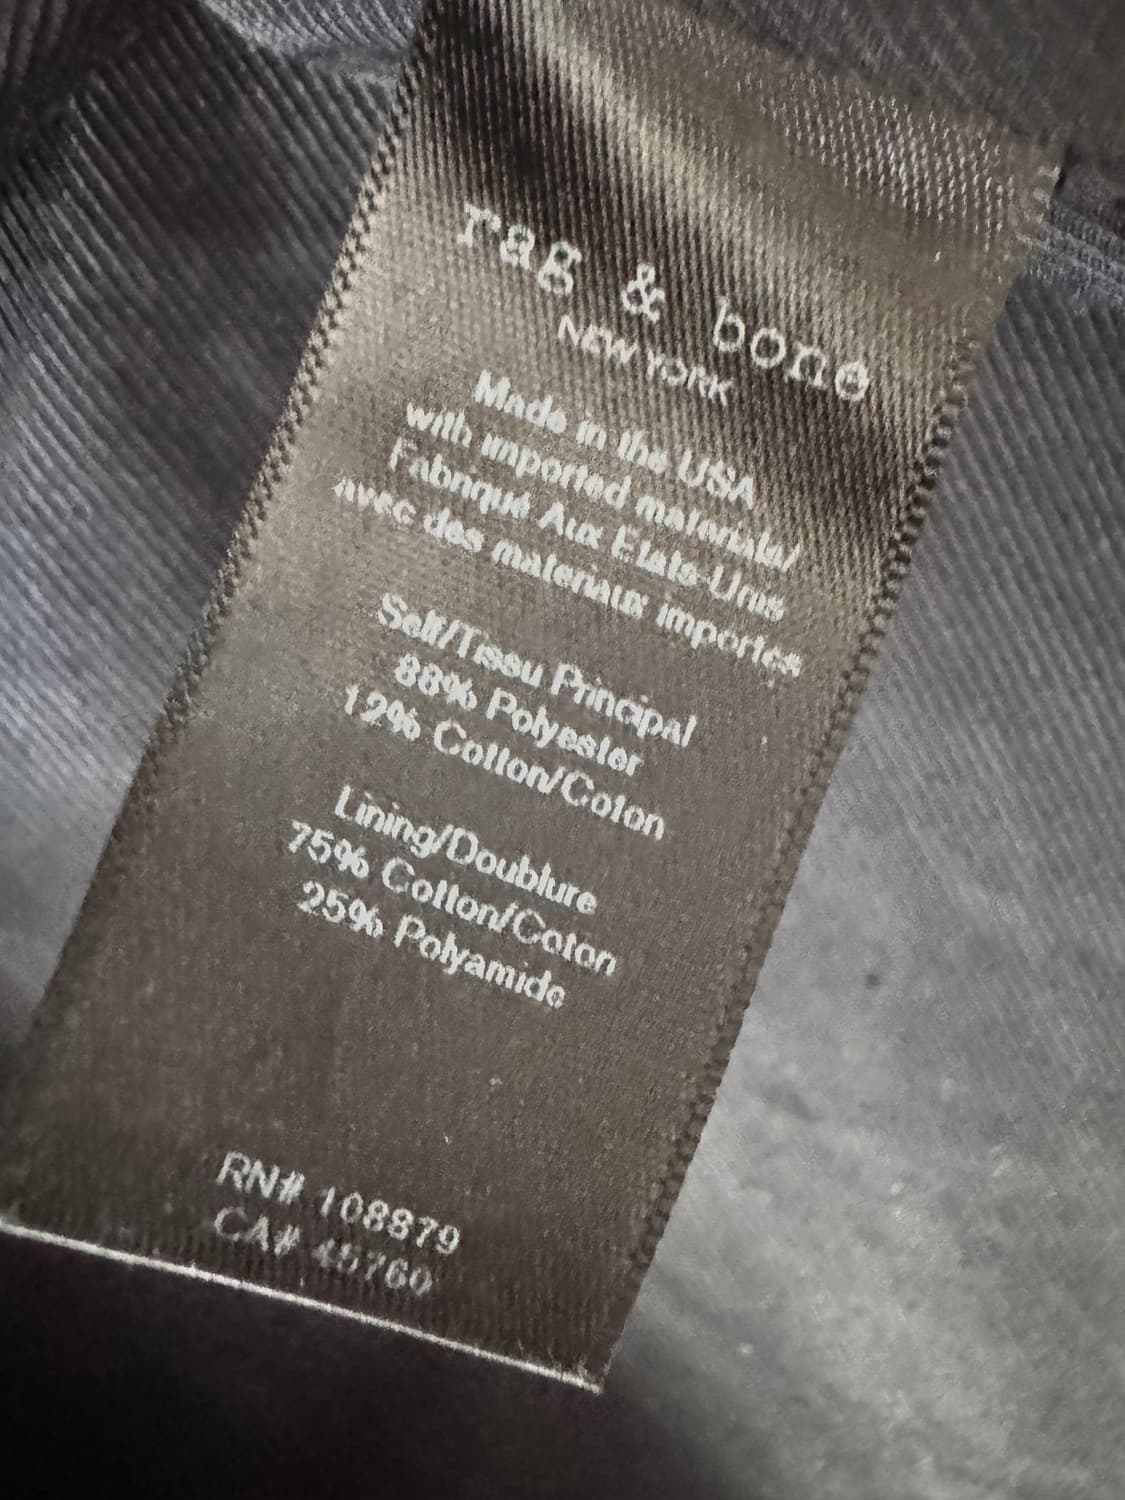 rag & bone
NEW YORK
Made in the USA
with imported materials/
Fabriqué Aux Etats-Unis
avec des materiaux importes
Self/Tissu Principal
88% Polyester
12% Cotton/Coton
Lining/Doublure
75% Cotton/Coton
25% Polyamide
RN# 108879
CA# 45760